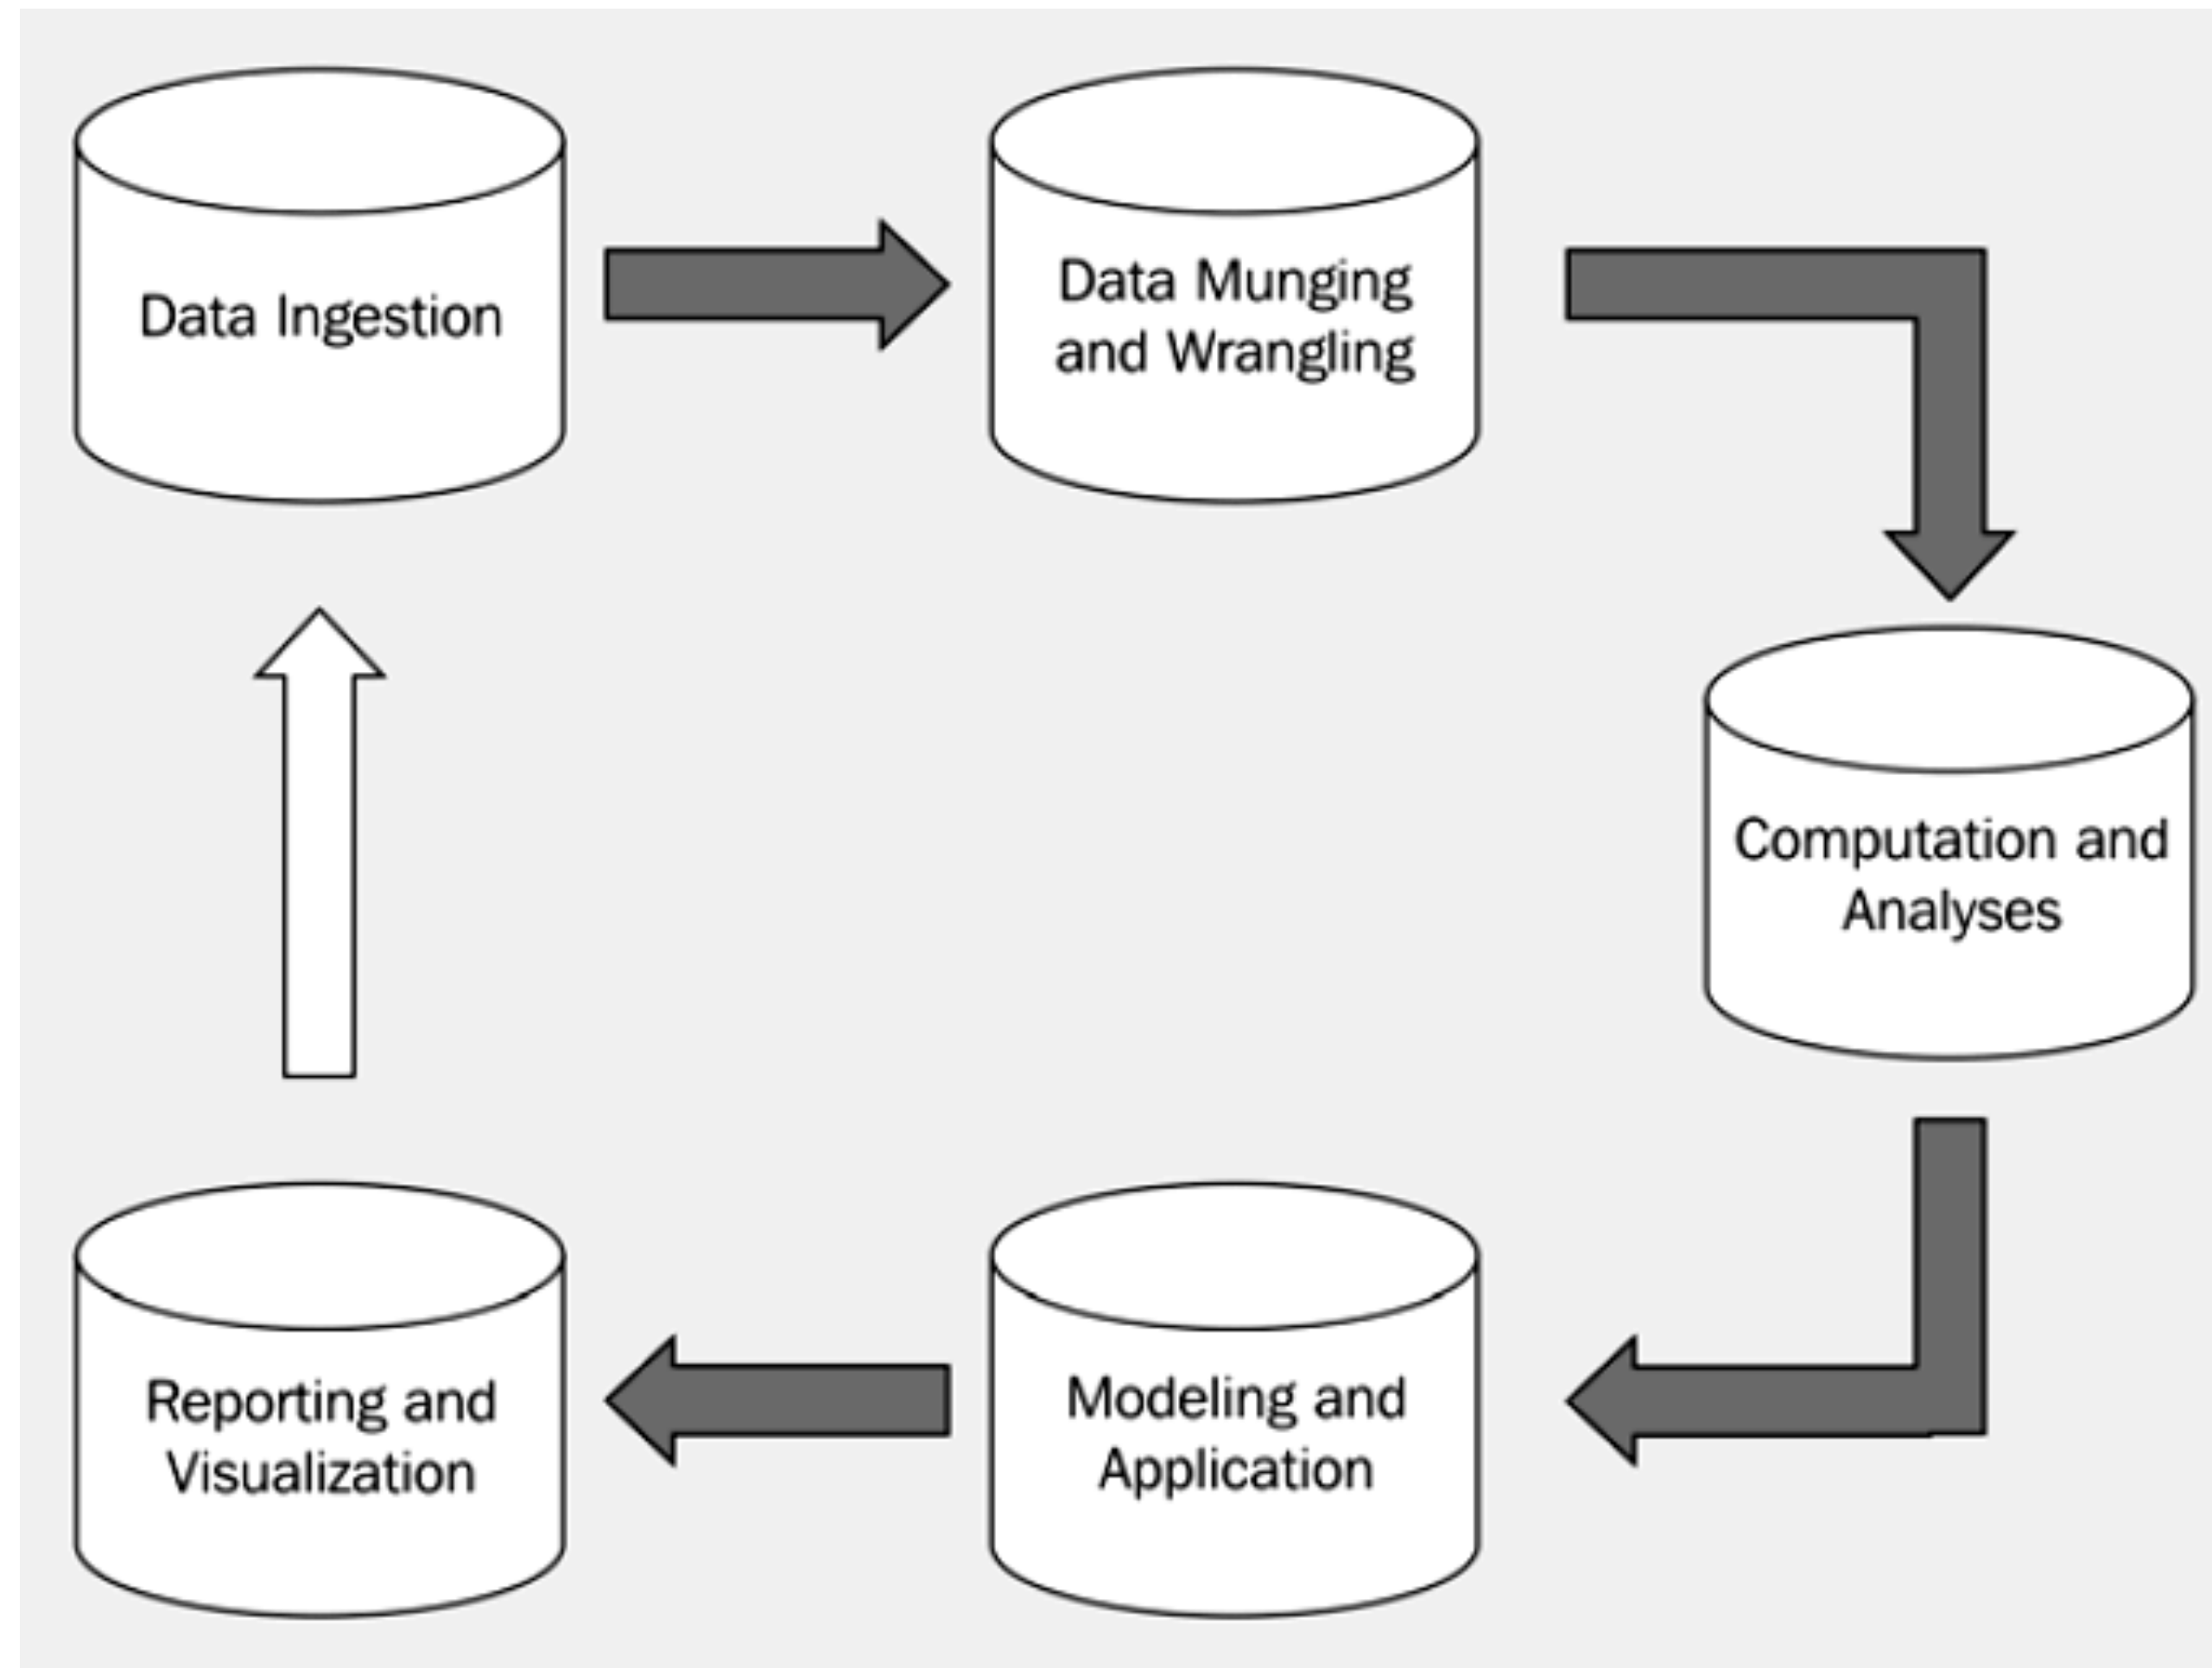 Data Ingestion
Data Munging
and Wrangling
Computation and
Analyses
Modeling and
Application
Reporting and
Visualization